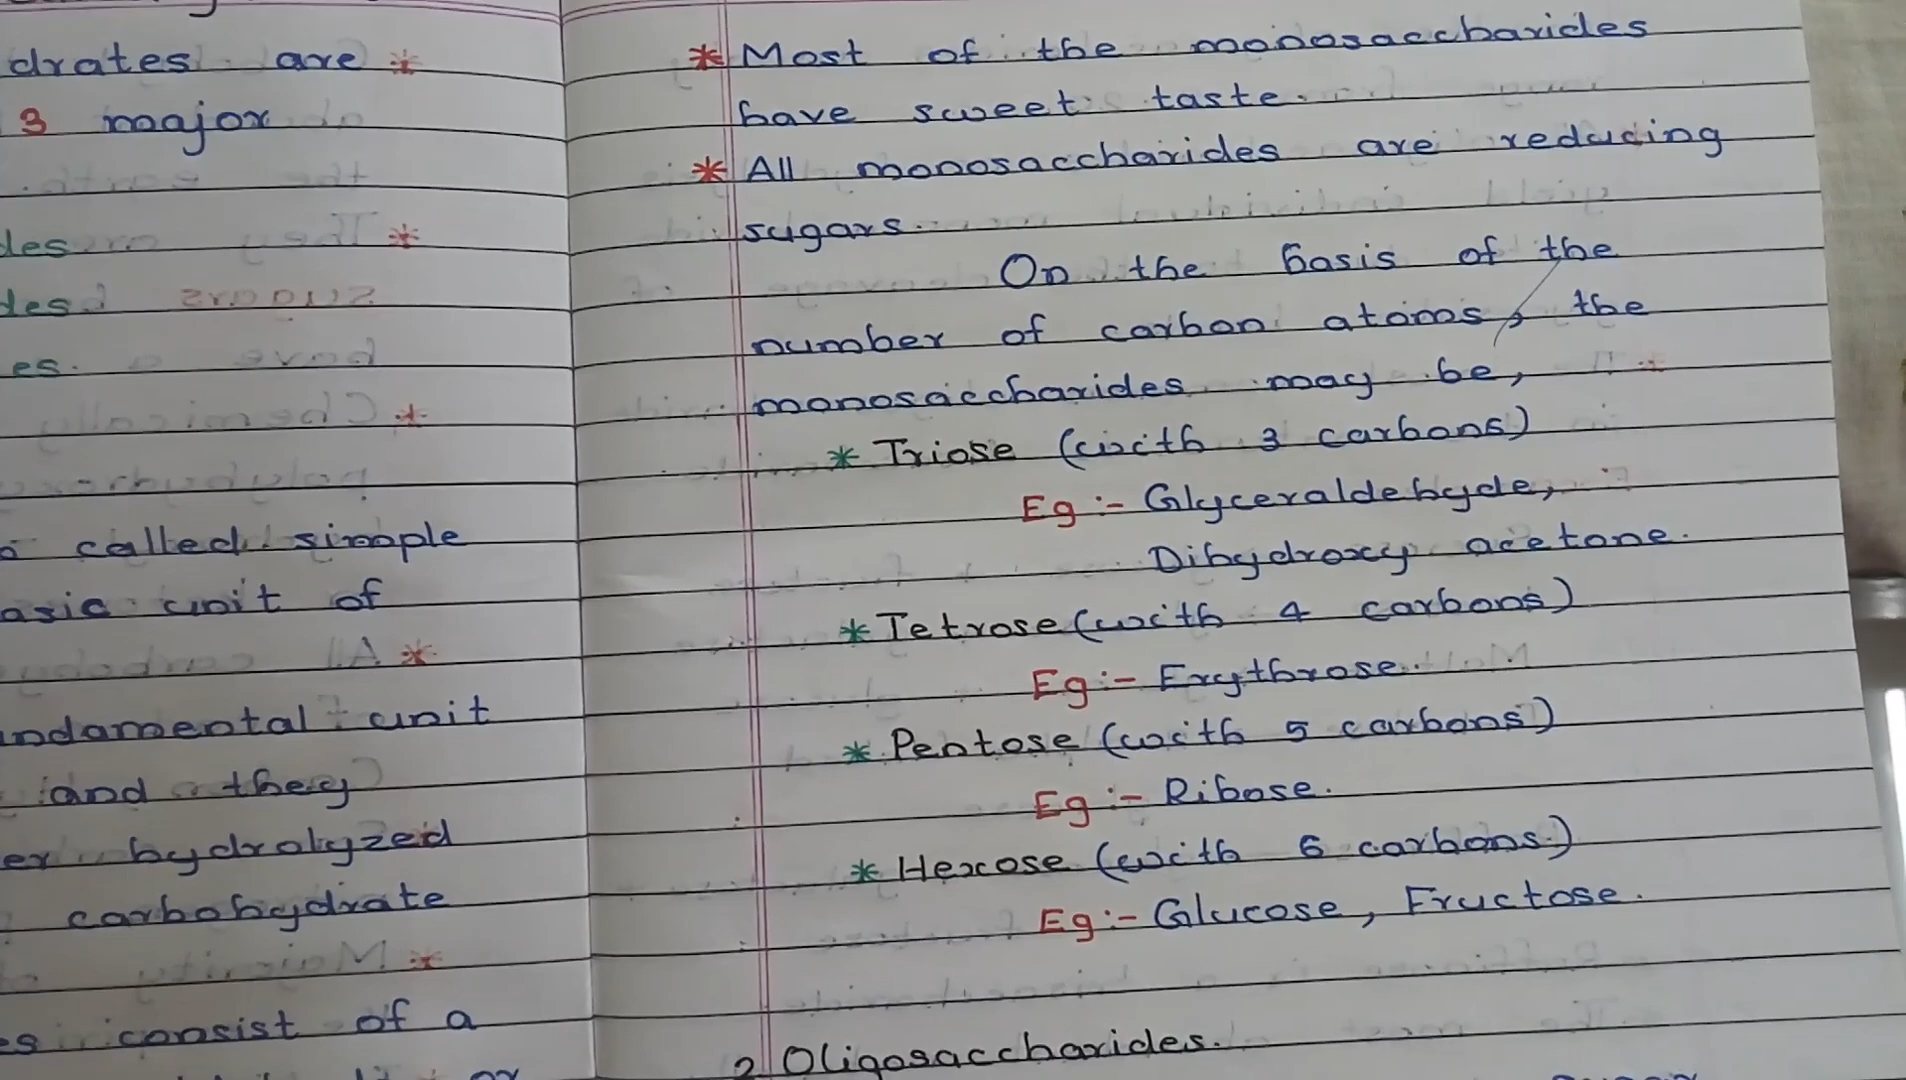 drates are
3 major
des
des
es.
called simple
asic unit of
ndamental unit
and they
er hydrolyzed
carbohydrate
es consist of a
* Most of the monosaccharides
have sweet taste.
* All monosaccharides are reducing
sugars.
On the basis of the
number of carbon atoms, the
monosaccharides may be,
* Triose (with 3 carbons)
Eg :- Glyceraldehyde,
Dihydroxy acetone.
* Tetrose (with 4 carbons)
Eg :- Erythrose.
* Pentose (with 5 carbons)
Eg :- Ribose.
* Hexose (with 6 carbons)
Eg :- Glucose, Fructose.
2 Oligosaccharides.